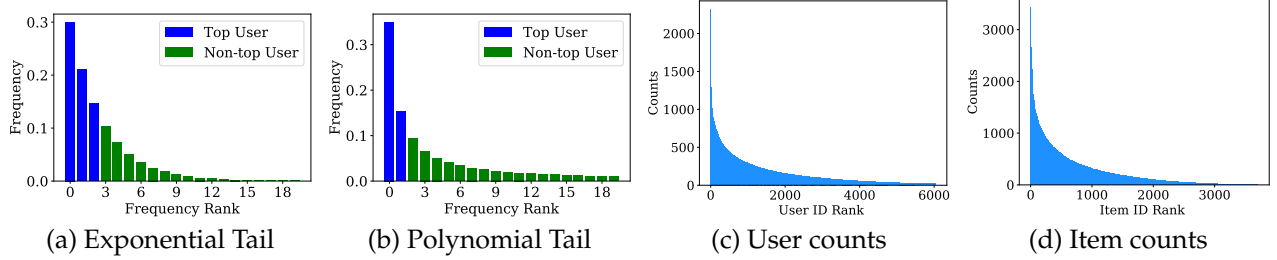 0.3
0.2
0.1
0.0
Frequency
Top User
Non-top User
0 3 6 9 12 15 18
Frequency Rank
(a) Exponential Tail
0.3
0.2
0.1
0.0
Frequency
Top User
Non-top User
0 3 6 9 12 15 18
Frequency Rank
(b) Polynomial Tail
2000
1500
1000
500
0
Counts
0 2000 4000 6000
User ID Rank
(c) User counts
3000
2000
1000
0
Counts
0 1000 2000 3000
Item ID Rank
(d) Item counts